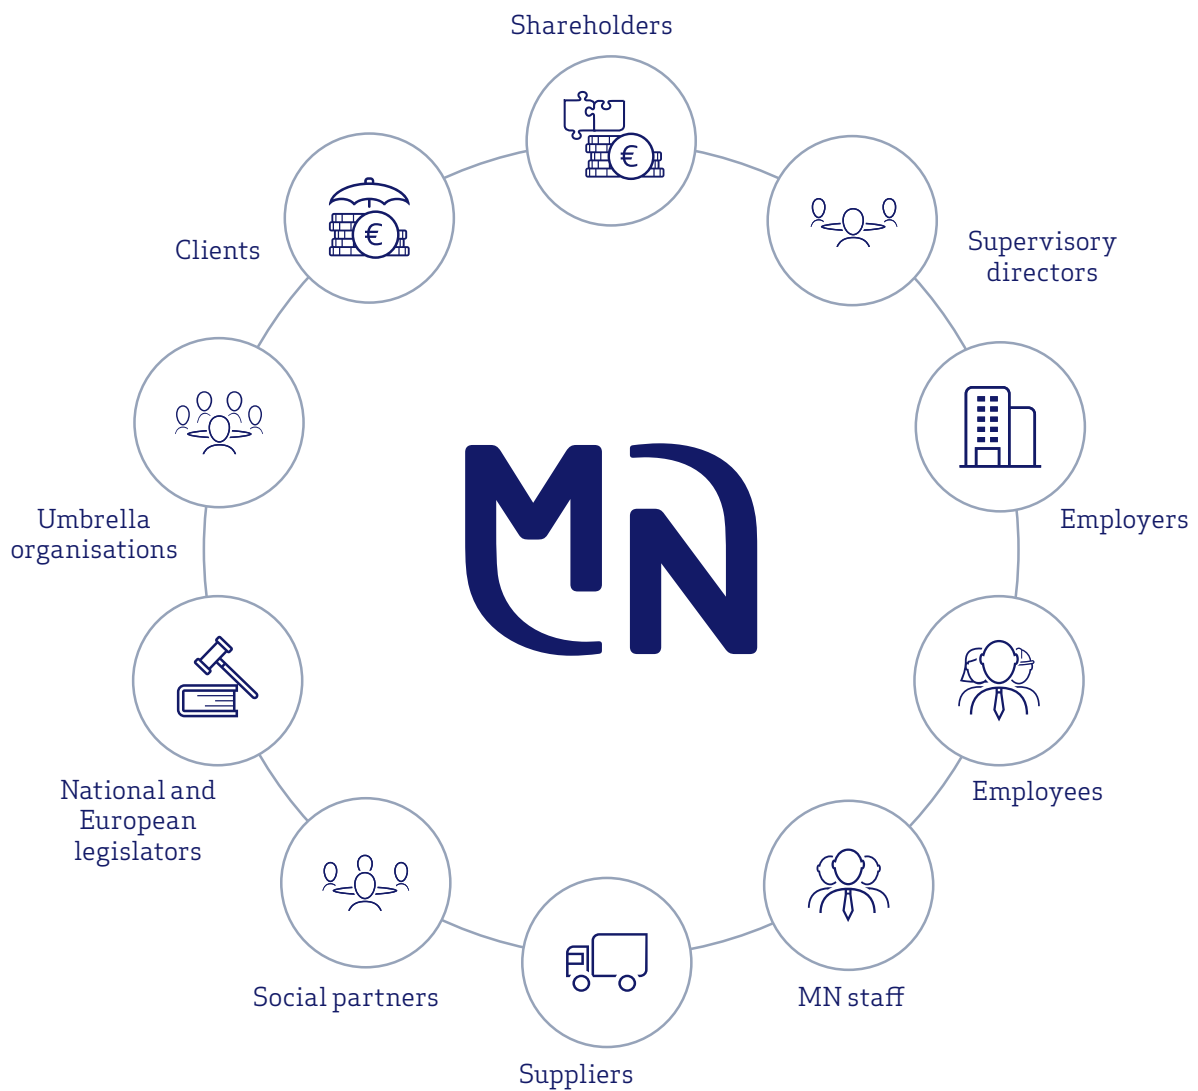 Shareholders
Supervisory
directors
Clients
Employers
Umbrella
organisations
MN
National and
European
legislators
Employees
Social partners
MN staff
Suppliers
€
€